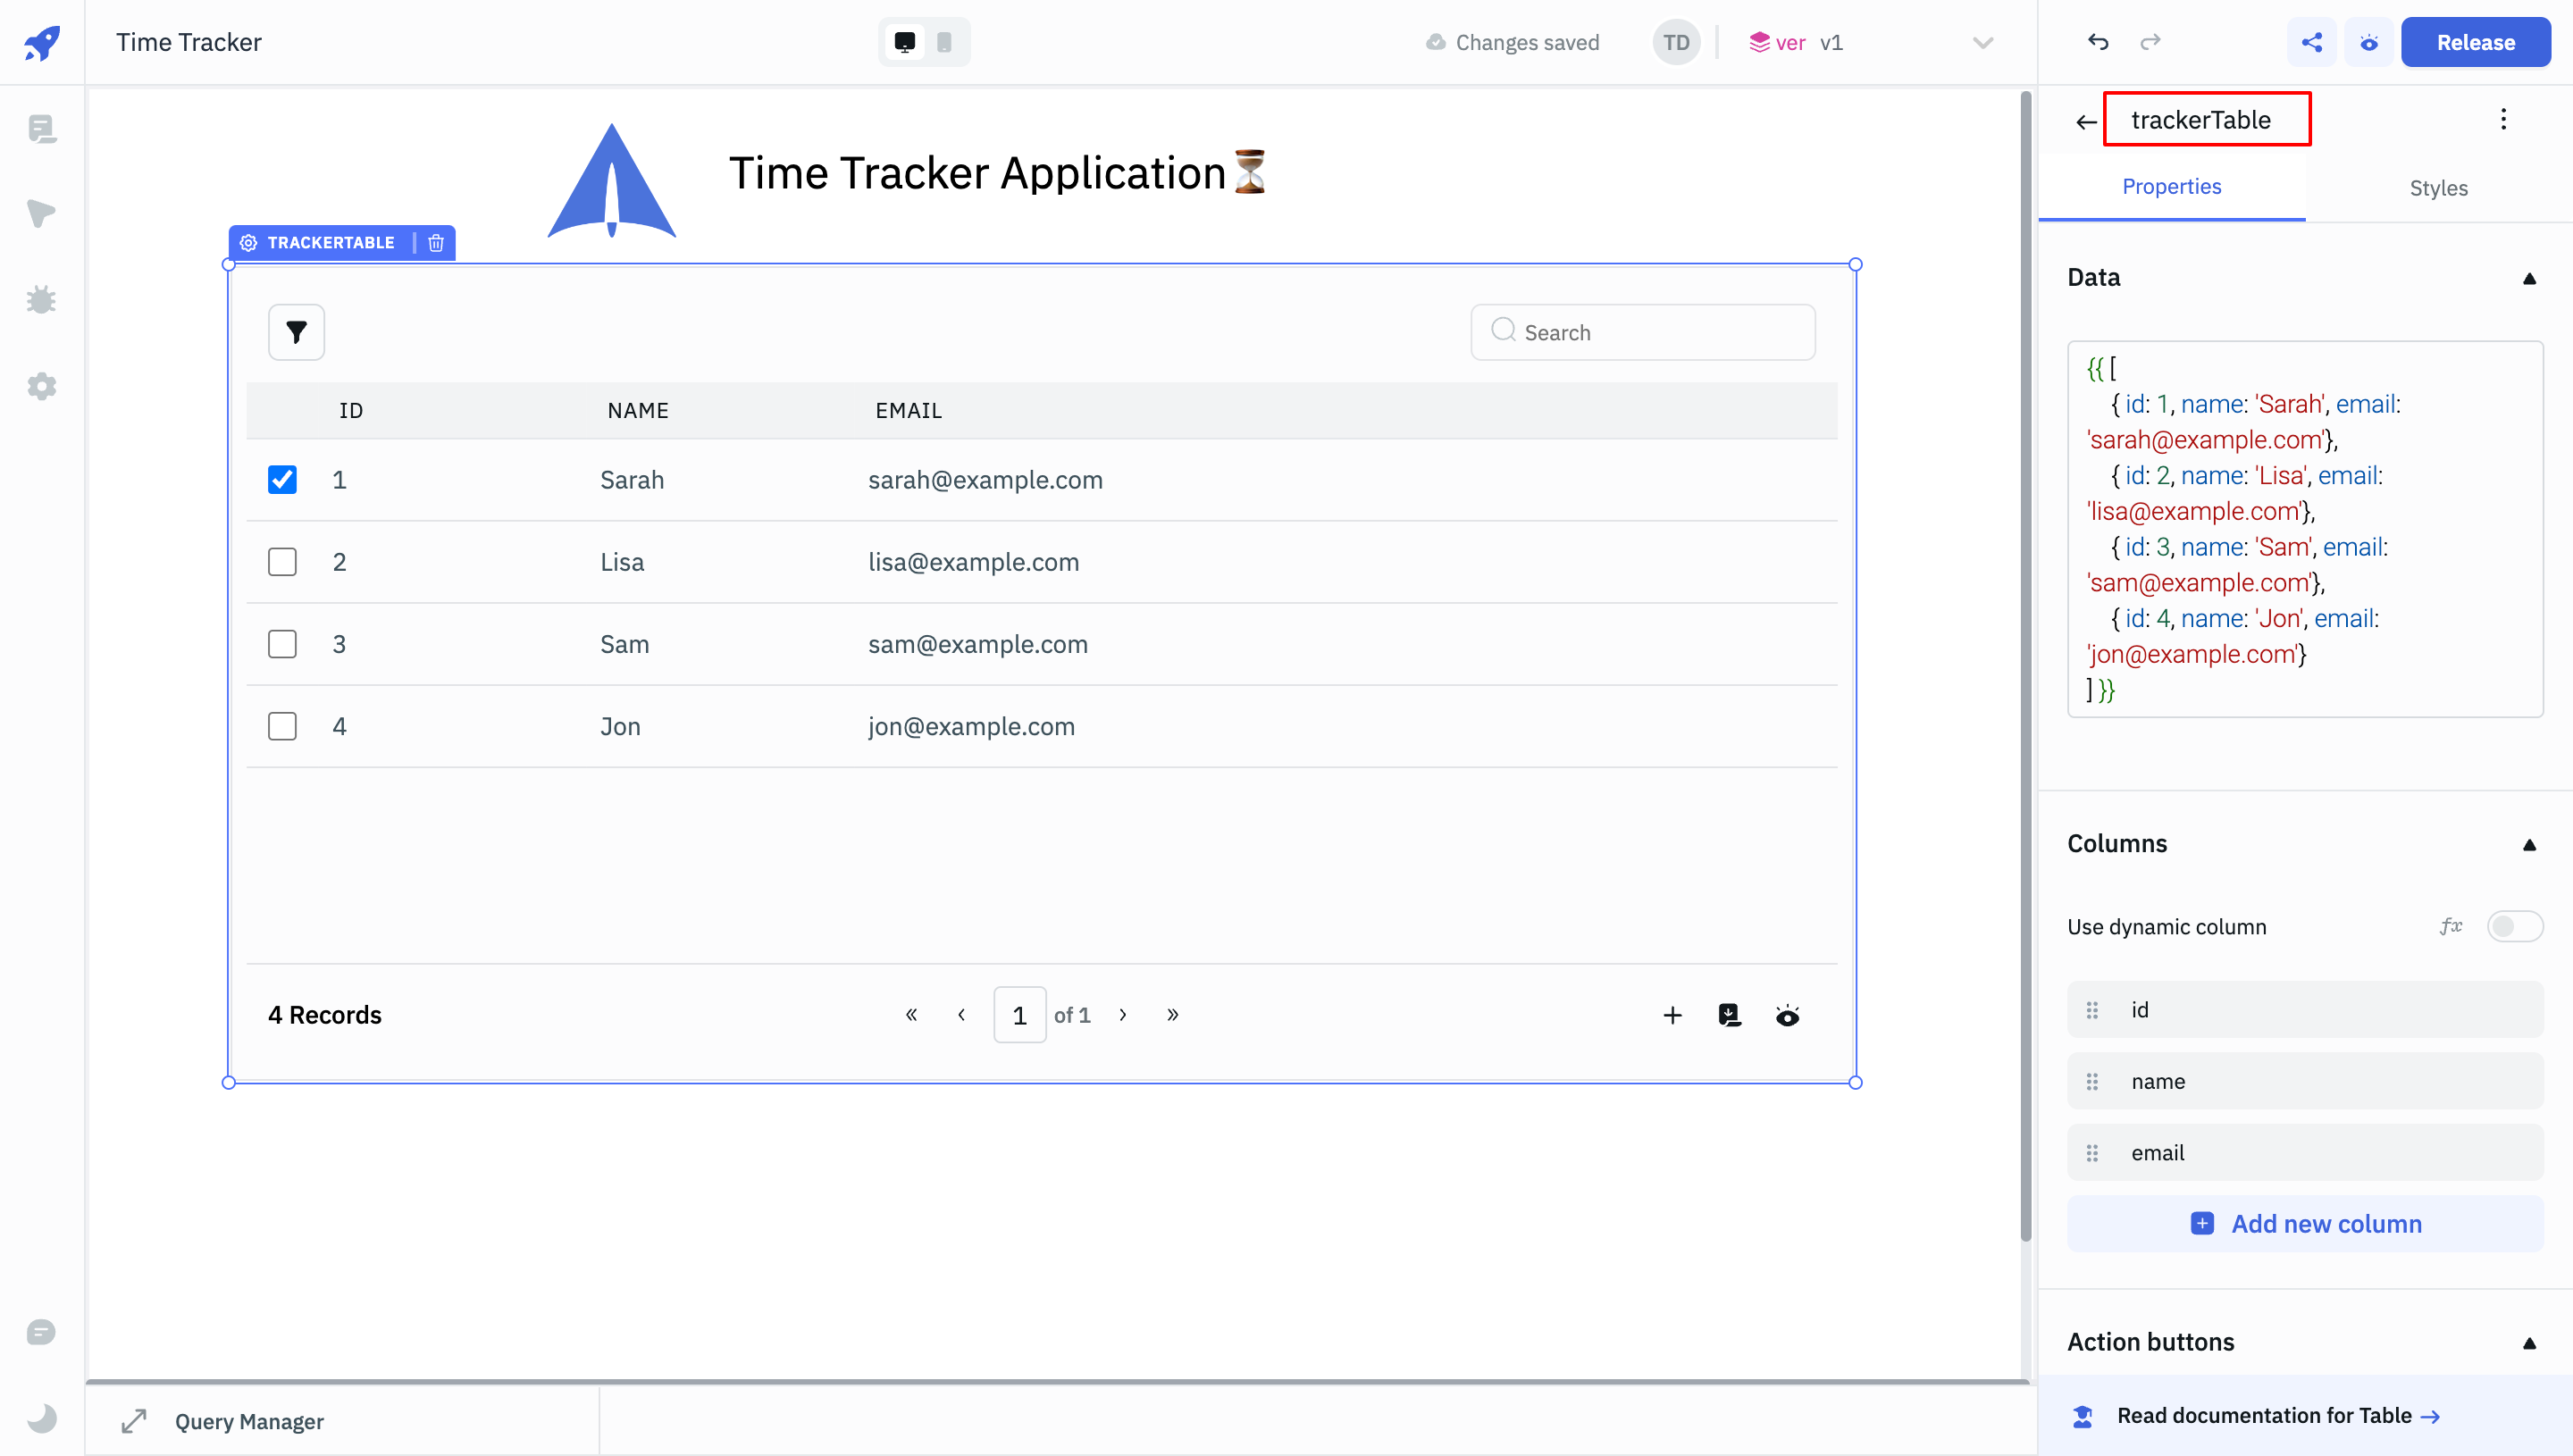 Time Tracker
Changes saved
TD
ver v1
Release
trackerTable
Properties
Styles
Time Tracker Application⏳
TRACKERTABLE
Search
ID NAME EMAIL
1 Sarah sarah@example.com
2 Lisa lisa@example.com
3 Sam sam@example.com
4 Jon jon@example.com
4 Records
« ‹ 1 of 1 › »
Query Manager
Data
{{ [
{ id: 1, name: 'Sarah', email:
'sarah@example.com'},
{ id: 2, name: 'Lisa', email:
'lisa@example.com'},
{ id: 3, name: 'Sam', email:
'sam@example.com'},
{ id: 4, name: 'Jon', email:
'jon@example.com'}
] }}
Columns
Use dynamic column fx
id
name
email
Add new column
Action buttons
Read documentation for Table →